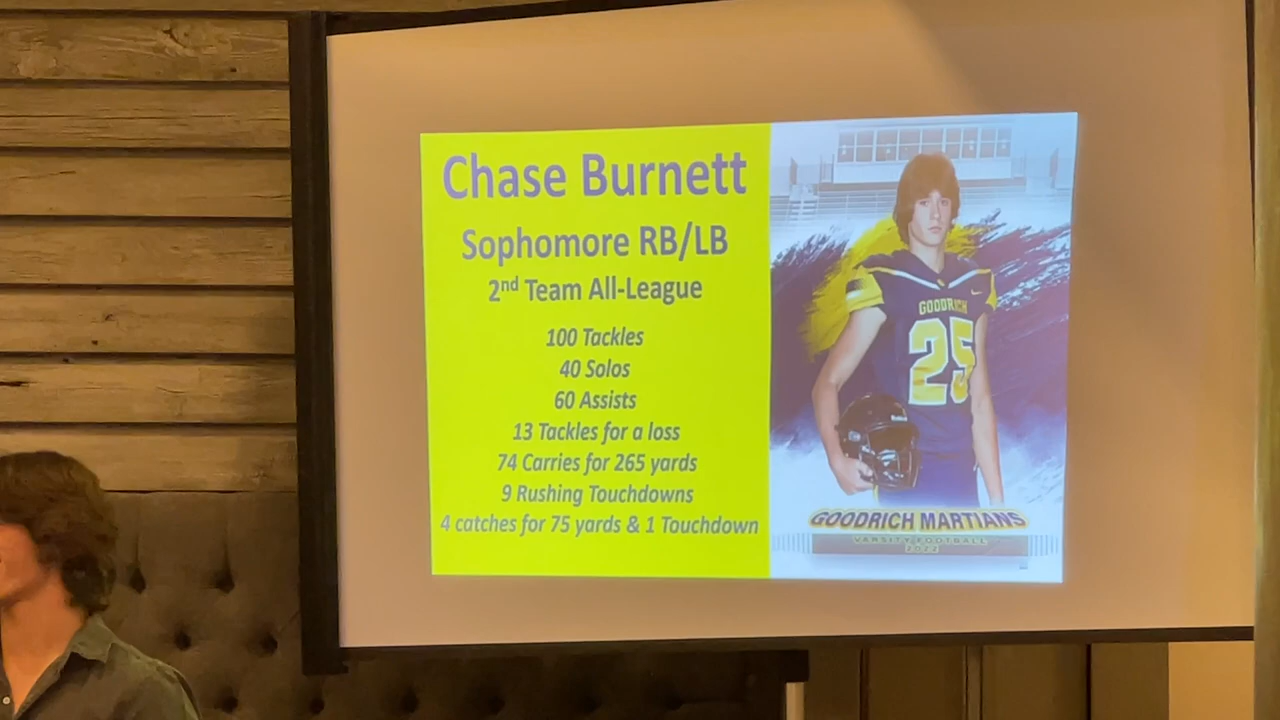 Chase Burnett
Sophomore RB/LB
2nd Team All-League
100 Tackles
40 Solos
60 Assists
13 Tackles for a loss
74 Carries for 265 yards
9 Rushing Touchdowns
4 catches for 75 yards & 1 Touchdown
GOODRICH
25
GOODRICH MARTIANS
VARSITY FOOTBALL
2022